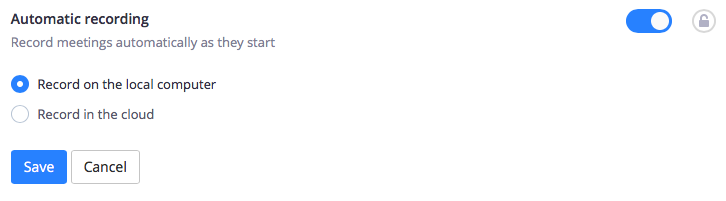 Automatic recording
Record meetings automatically as they start
Record on the local computer
Record in the cloud
Save Cancel